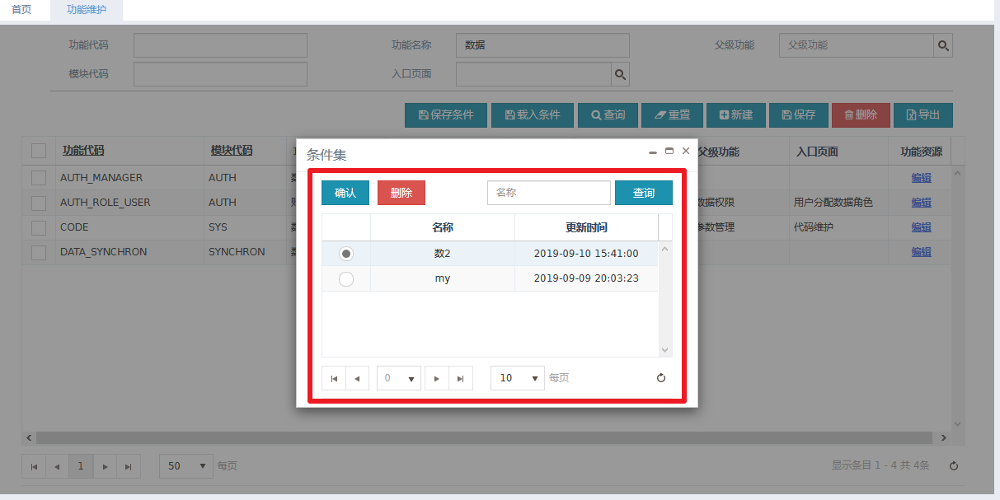 首页 功能维护
功能代码 功能名称 数据 父级功能 父级功能
模块代码 入口页面
保存条件 载入条件 查询 重置 新建 保存 删除 导出
功能代码 模块代码 父级功能 入口页面 功能资源
AUTH_MANAGER AUTH 编辑
AUTH_ROLE_USER AUTH 数据权限 用户分配数据角色 编辑
CODE SYS 参数管理 代码维护 编辑
DATA_SYNCHRON SYNCHRON 编辑
条件集
确认 删除 名称 查询
名称 更新时间
数2 2019-09-10 15:41:00
my 2019-09-09 20:03:23
0 10 每页
1 50 每页 显示条目 1 - 4 共 4条